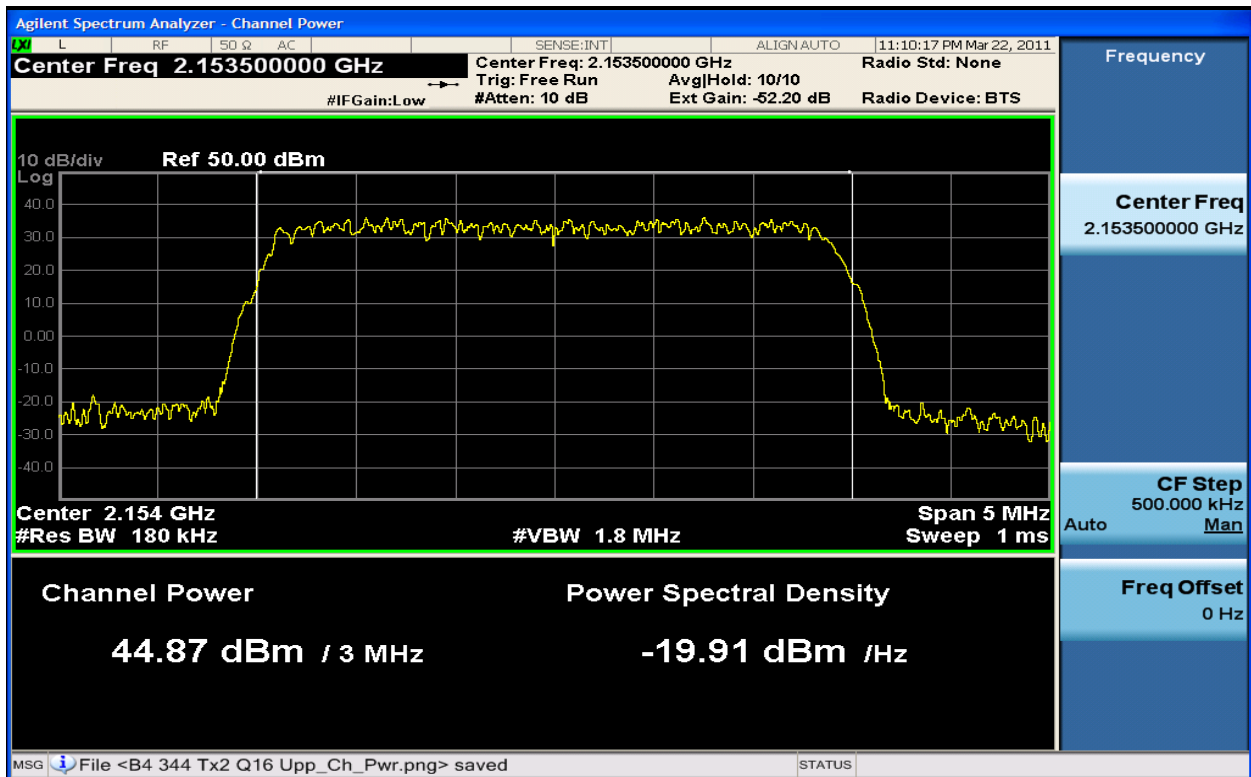 Agilent Spectrum Analyzer - Channel Power
LXI L RF 50 Ω AC SENSE:INT ALIGN AUTO 11:10:17 PM Mar 22, 2011
Center Freq 2.153500000 GHz
Center Freq: 2.153500000 GHz Radio Std: None
Trig: Free Run Avg|Hold: 10/10
#IFGain:Low #Atten: 10 dB Ext Gain: -52.20 dB Radio Device: BTS
10 dB/div Ref 50.00 dBm
Log
40.0
30.0
20.0
10.0
0.00
-10.0
-20.0
-30.0
-40.0
Center 2.154 GHz Span 5 MHz
#Res BW 180 kHz #VBW 1.8 MHz Sweep 1 ms
Channel Power Power Spectral Density
44.87 dBm / 3 MHz -19.91 dBm /Hz
Frequency
Center Freq
2.153500000 GHz
CF Step
500.000 kHz
Auto Man
Freq Offset
0 Hz
MSG File <B4 344 Tx2 Q16 Upp_Ch_Pwr.png> saved STATUS